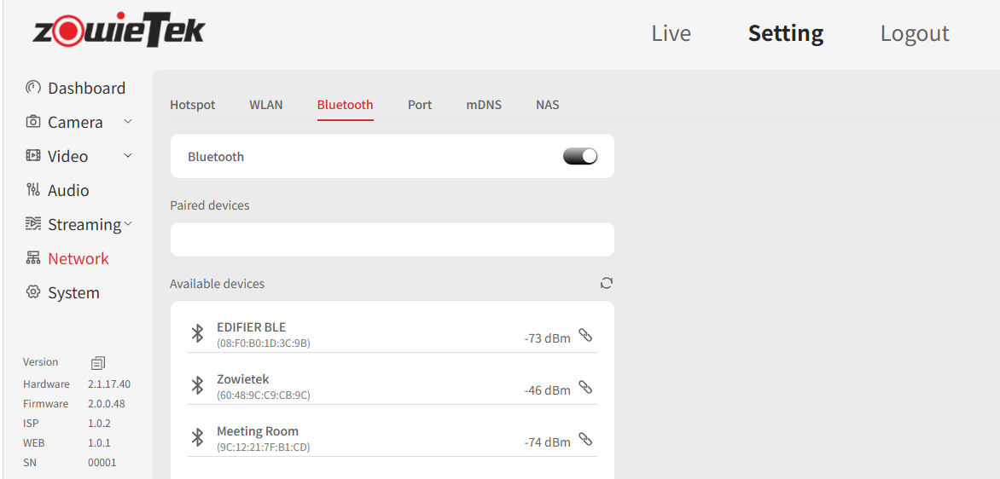 zowieTek
Live Setting Logout
Dashboard
Camera
Video
Audio
Streaming
Network
System
Version
Hardware 2.1.17.40
Firmware 2.0.0.48
ISP 1.0.2
WEB 1.0.1
SN 00001
Hotspot WLAN Bluetooth Port mDNS NAS
Bluetooth
Paired devices
Available devices
EDIFIER BLE
(08:F0:B0:1D:3C:9B)
-73 dBm
Zowietek
(60:48:9C:C9:CB:9C)
-46 dBm
Meeting Room
(9C:12:21:7F:B1:CD)
-74 dBm